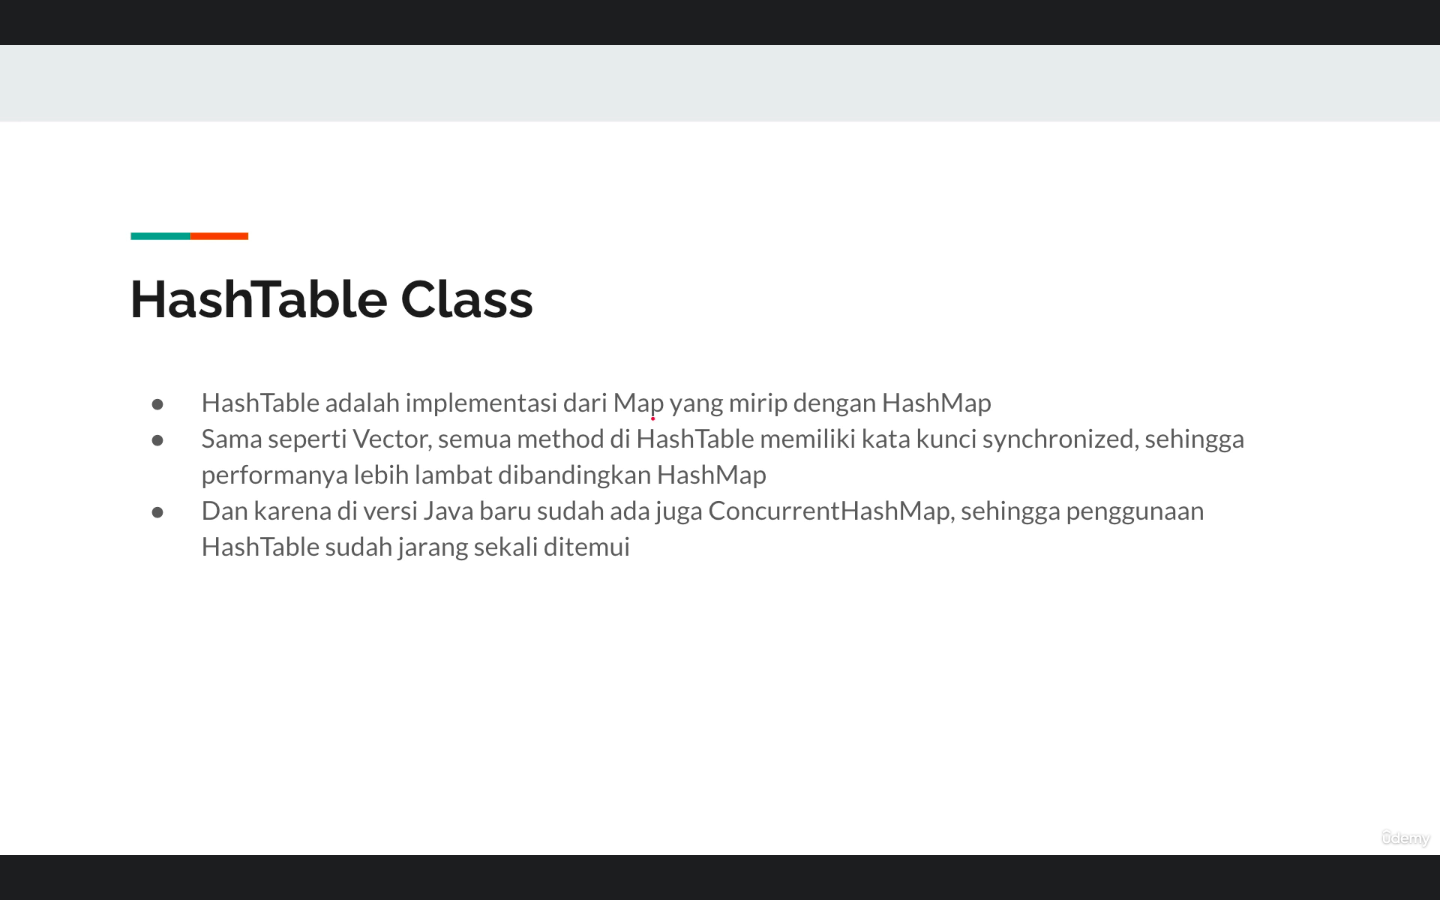 HashTable Class
● HashTable adalah implementasi dari Map yang mirip dengan HashMap
● Sama seperti Vector, semua method di HashTable memiliki kata kunci synchronized, sehingga
performanya lebih lambat dibandingkan HashMap
● Dan karena di versi Java baru sudah ada juga ConcurrentHashMap, sehingga penggunaan
HashTable sudah jarang sekali ditemui
ûdemy